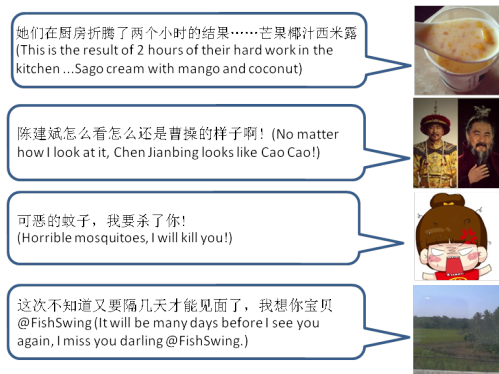 她们在厨房折腾了两个小时的结果……芒果椰汁西米露
(This is the result of 2 hours of their hard work in the
kitchen ...Sago cream with mango and coconut)
陈建斌怎么看怎么还是曹操的样子啊! (No matter
how I look at it, Chen Jianbing looks like Cao Cao!)
可恶的蚊子，我要杀了你!
(Horrible mosquitoes, I will kill you!)
这次不知道又要隔几天才能见面了，我想你宝贝
@FishSwing (It will be many days before I see you
again, I miss you darling @FishSwing.)